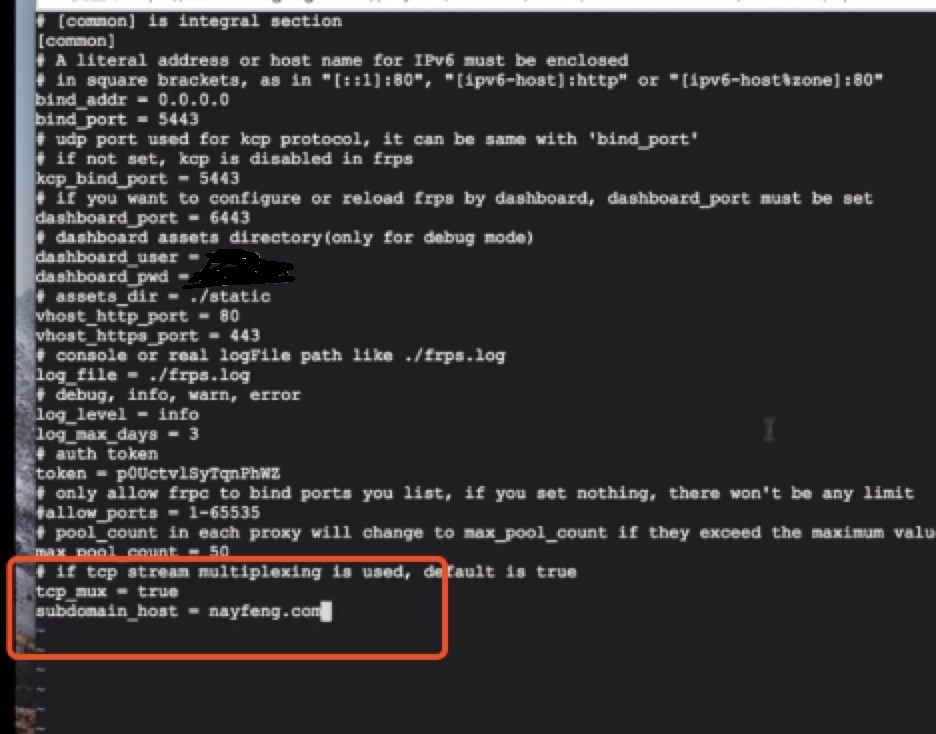 # [common] is integral section
[common]
# A literal address or host name for IPv6 must be enclosed
# in square brackets, as in "[::1]:80", "[ipv6-host]:http" or "[ipv6-host%zone]:80"
bind_addr = 0.0.0.0
bind_port = 5443
# udp port used for kcp protocol, it can be same with 'bind_port'
# if not set, kcp is disabled in frps
kcp_bind_port = 5443
# if you want to configure or reload frps by dashboard, dashboard_port must be set
dashboard_port = 6443
# dashboard assets directory(only for debug mode)
dashboard_user =
dashboard_pwd =
# assets_dir = ./static
vhost_http_port = 80
vhost_https_port = 443
# console or real logFile path like ./frps.log
log_file = ./frps.log
# debug, info, warn, error
log_level = info
log_max_days = 3
# auth token
token = p0UctvlSyTqnPhWZ
# only allow frpc to bind ports you list, if you set nothing, there won't be any limit
#allow_ports = 1-65535
# pool_count in each proxy will change to max_pool_count if they exceed the maximum valu
max_pool_count = 50
# if tcp stream multiplexing is used, default is true
tcp_mux = true
subdomain_host = nayfeng.com
~
~
~
~
~
~